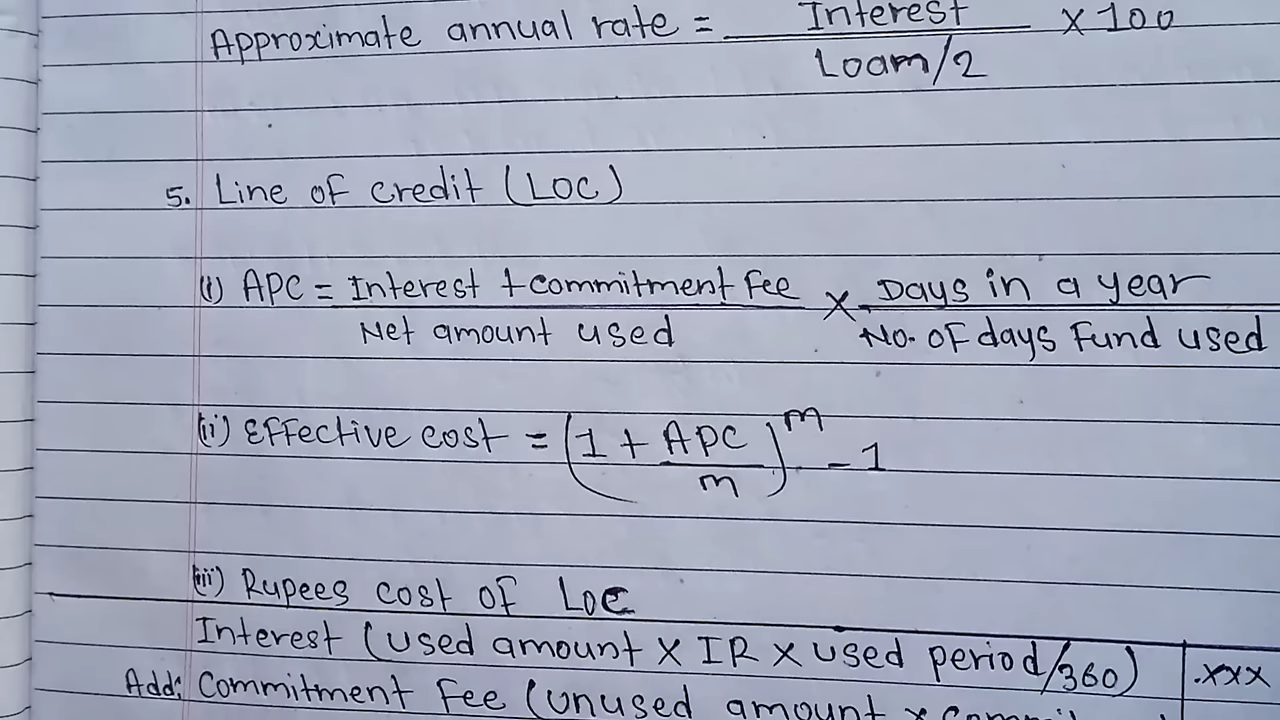 Approximate annual rate = Interest × 100
Loam/2
5. Line of credit (LOC)
(i) APC = Interest + commitment Fee × Days in a year
Net amount used No. of days Fund used
(ii) Effective cost = (1 + APC/m)^m - 1
(iii) Rupees cost of LOC
Interest (used amount × IR × used period/360) .xxx
Add: Commitment Fee (unused amount ×